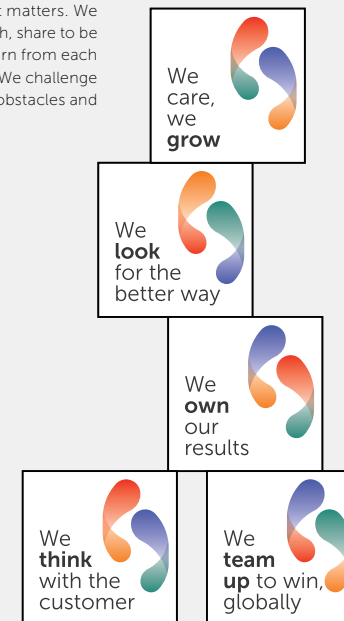 t matters. We
h, share to be
rn from each
We challenge
obstacles and
We
care,
we
grow
We
look
for the
better way
We
own
our
results
We
think
with the
customer
We
team
up to win,
globally